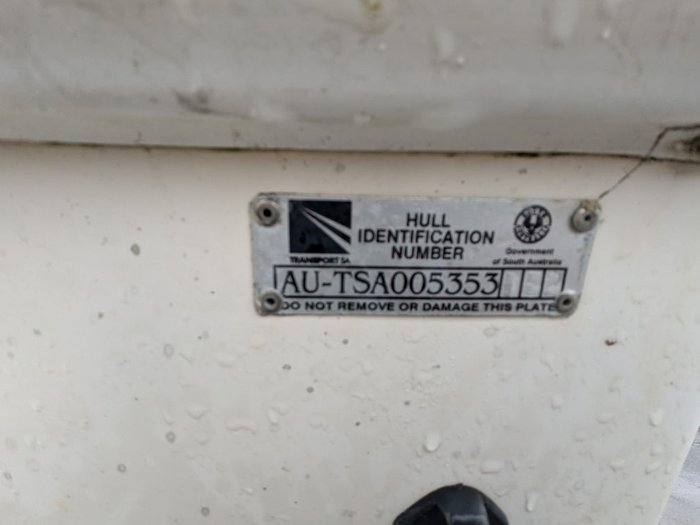 HULL
IDENTIFICATION
NUMBER
TRANSPORT SA
Government
of South Australia
AU-TSA005353
DO NOT REMOVE OR DAMAGE THIS PLATE